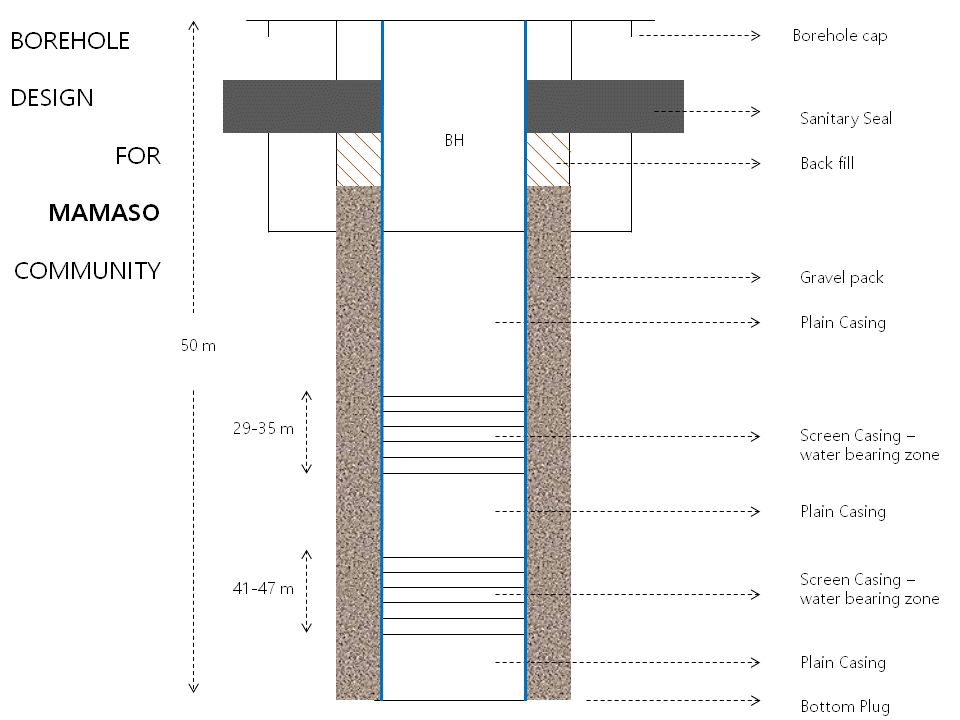 BOREHOLE
DESIGN
FOR
MAMASO
COMMUNITY
50 m
29-35 m
41-47 m
BH
Borehole cap
Sanitary Seal
Back fill
Gravel pack
Plain Casing
Screen Casing –
water bearing zone
Plain Casing
Screen Casing –
water bearing zone
Plain Casing
Bottom Plug